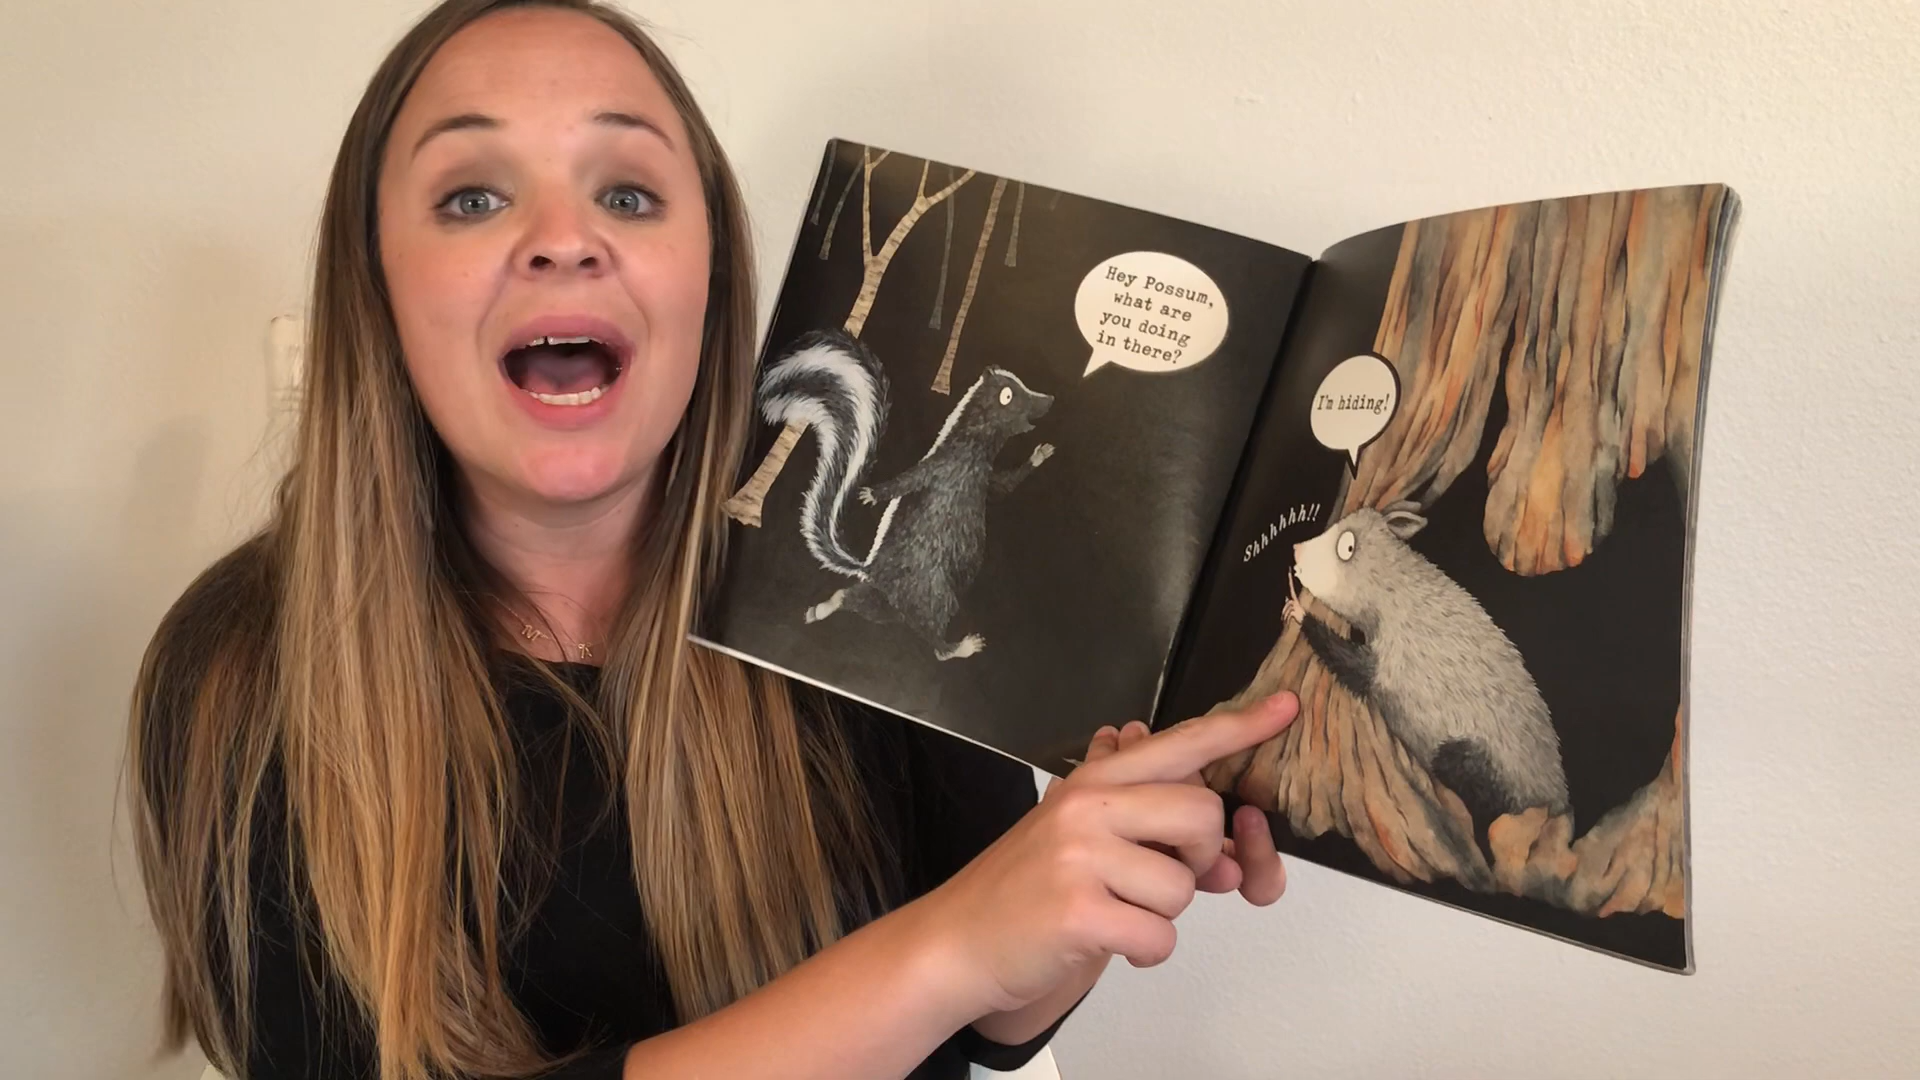 Hey Possum,
what are
you doing
in there?
I'm hiding!
Shhhhhh!!